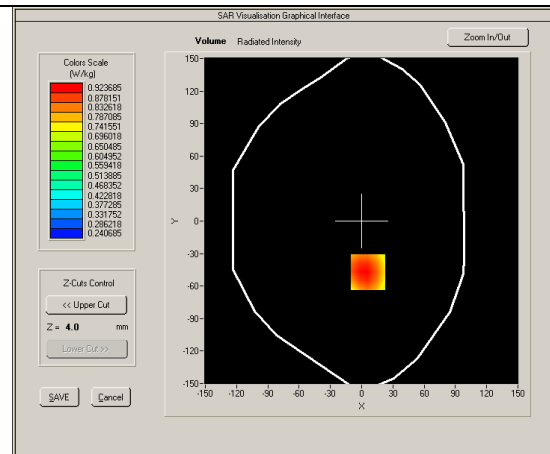 SAR Visualisation Graphical Interface
Volume Radiated Intensity
Zoom In/Out
Colors Scale
(W/kg)
0.923685
0.878151
0.832618
0.787085
0.741551
0.696018
0.650485
0.604952
0.559418
0.513885
0.468352
0.422818
0.377285
0.331752
0.286218
0.240685
Z-Cuts Control
<< Upper Cut
Z = 4.0 mm
Lower Cut >>
SAVE Cancel
150
120
90
60
30
0
-30
-60
-90
-120
-150
Y
-150 -120 -90 -60 -30 0 30 60 90 120 150
X